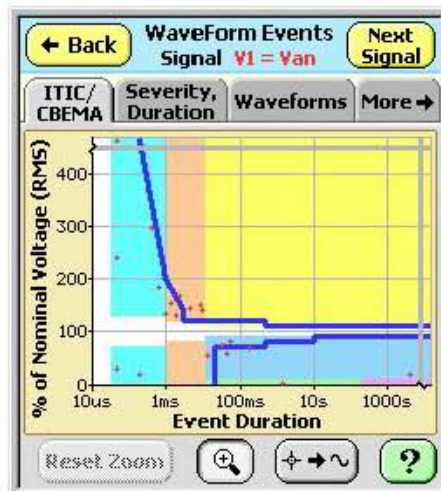 ← Back
WaveForm Events
Signal V1 = Van
Next
Signal
ITIC/
CBEMA
Severity,
Duration
Waveforms
More →
% of Nominal Voltage (RMS)
400
300
200
100
0
10us
1ms
100ms
10s
1000s
Event Duration
Reset Zoom
?